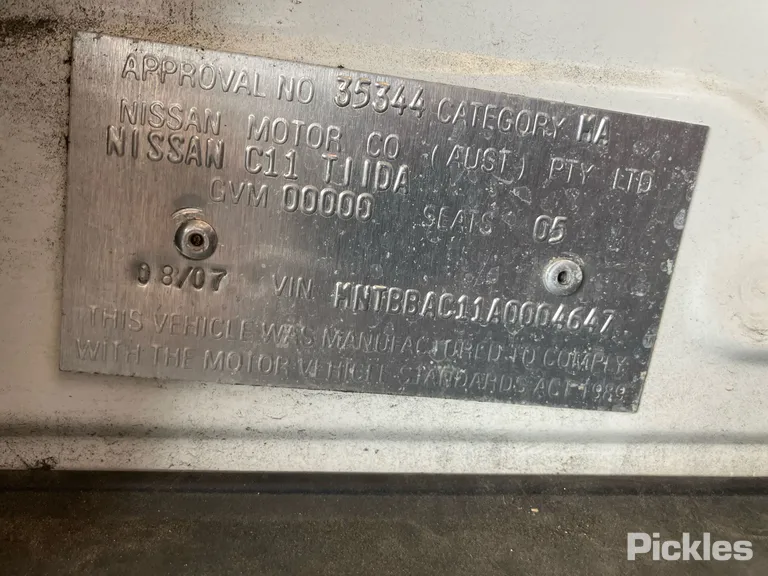 APPROVAL NO 35344 CATEGORY MA
NISSAN MOTOR CO (AUST) PTY LTD
NISSAN C11 TIIDA
GVM 00000 SEATS 05
08/07 VIN MNTBBAC11A0004647
THIS VEHICLE WAS MANUFACTURED TO COMPLY
WITH THE MOTOR VEHICLE STANDARDS ACT 1989
Pickles